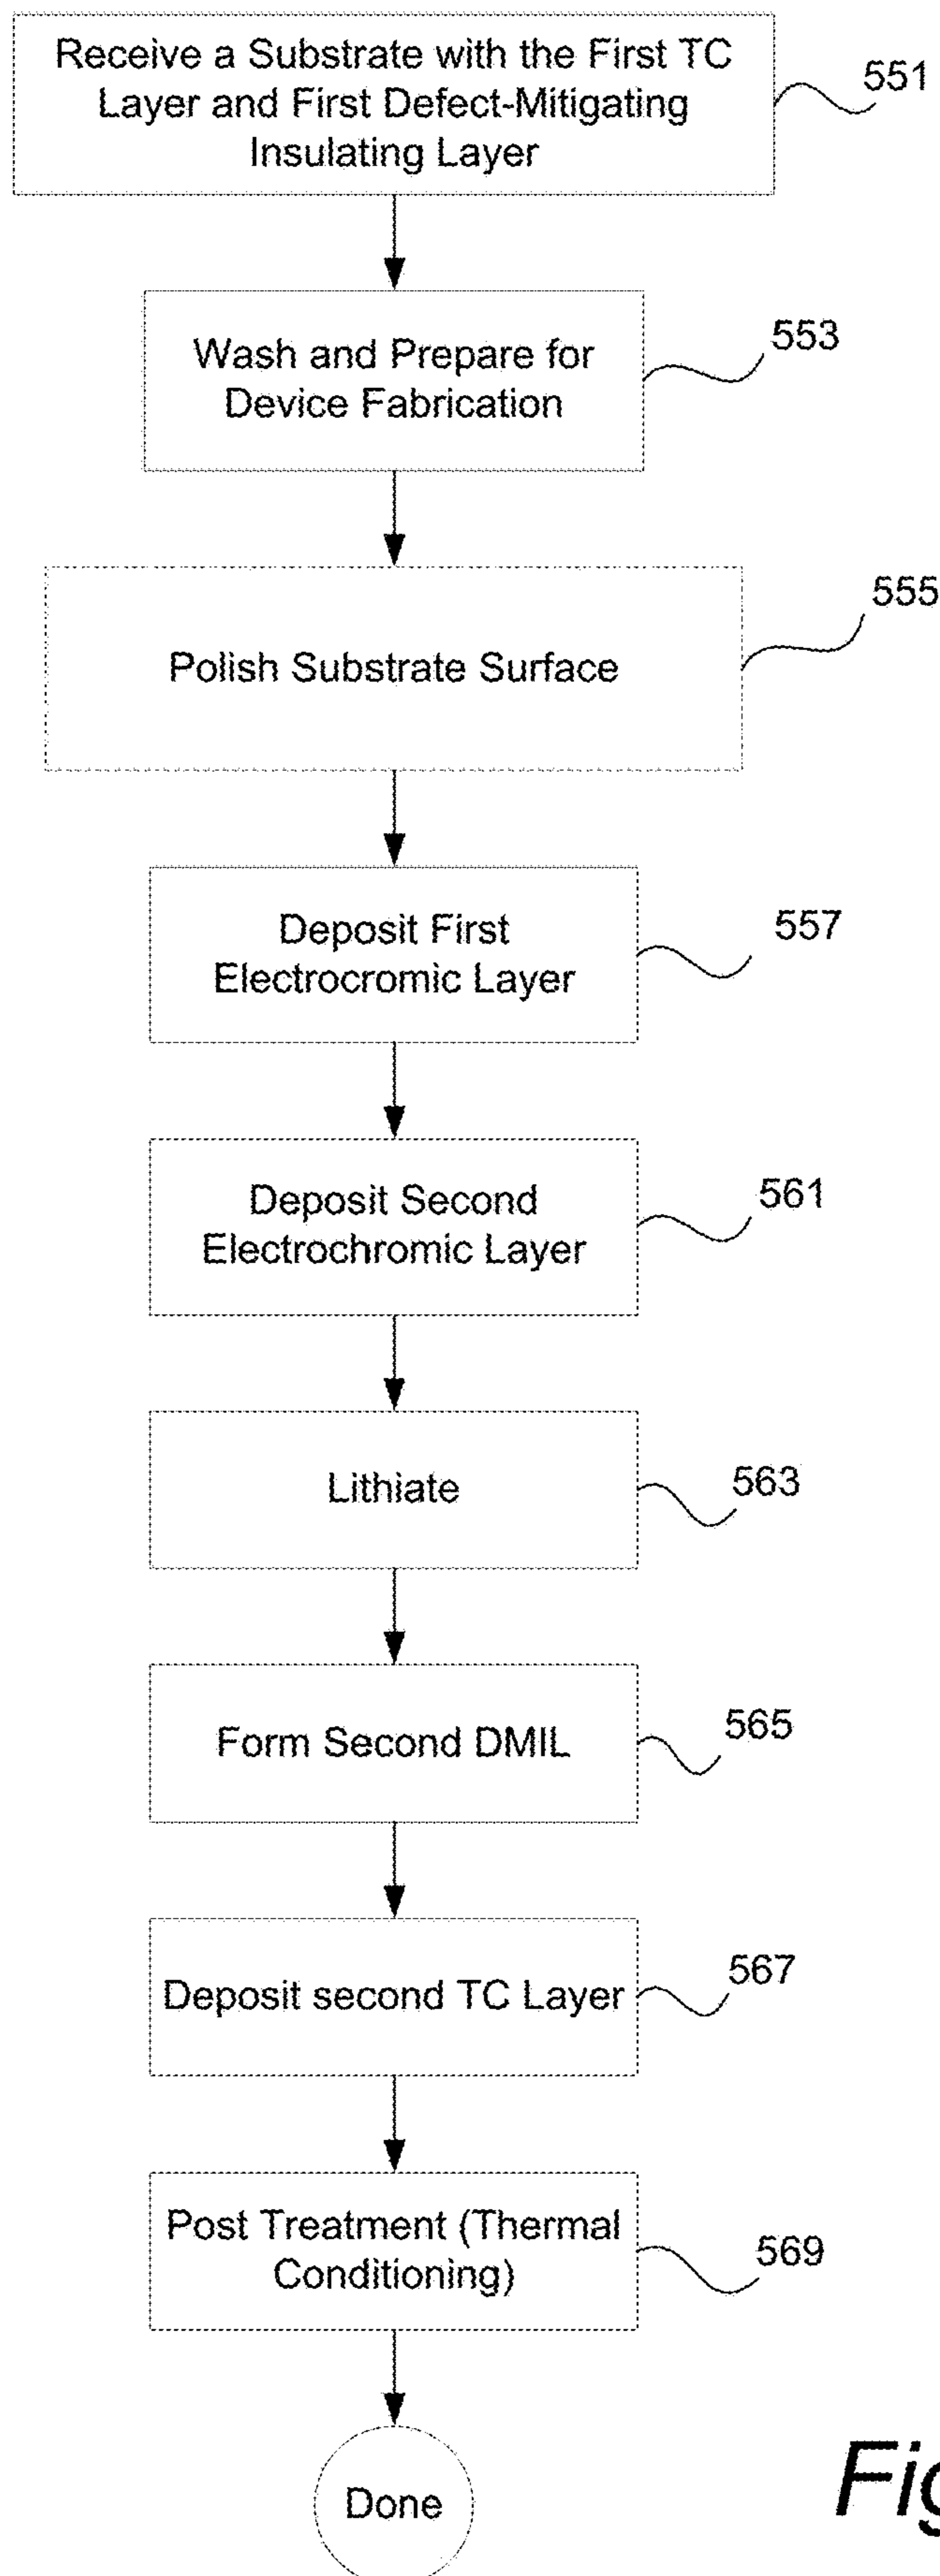 Receive a Substrate with the First TC
Layer and First Defect-Mitigating
Insulating Layer
551
Wash and Prepare for
Device Fabrication
553
Polish Substrate Surface
555
Deposit First
Electrocromic Layer
557
Deposit Second
Electrochromic Layer
561
Lithiate
563
Form Second DMIL
565
Deposit second TC Layer
567
Post Treatment (Thermal
Conditioning)
569
Done
Fig